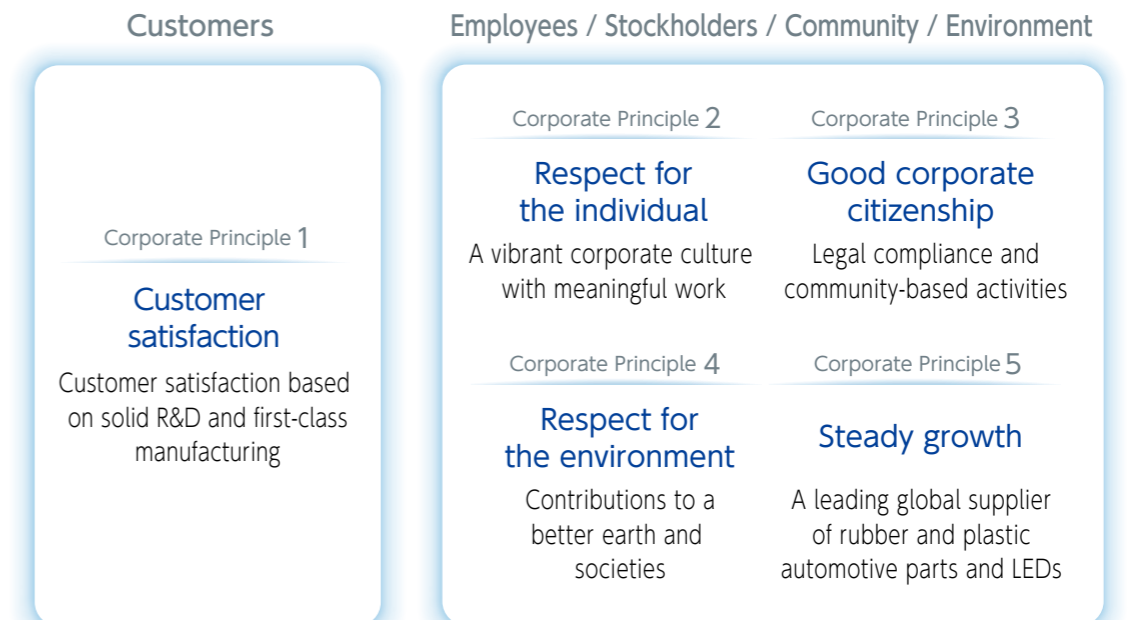 Customers
Corporate Principle 1
Customer
satisfaction
Customer satisfaction based
on solid R&D and first-class
manufacturing
Employees / Stockholders / Community / Environment
Corporate Principle 2
Respect for
the individual
A vibrant corporate culture
with meaningful work
Corporate Principle 3
Good corporate
citizenship
Legal compliance and
community-based activities
Corporate Principle 4
Respect for
the environment
Contributions to a
better earth and
societies
Corporate Principle 5
Steady growth
A leading global supplier
of rubber and plastic
automotive parts and LEDs